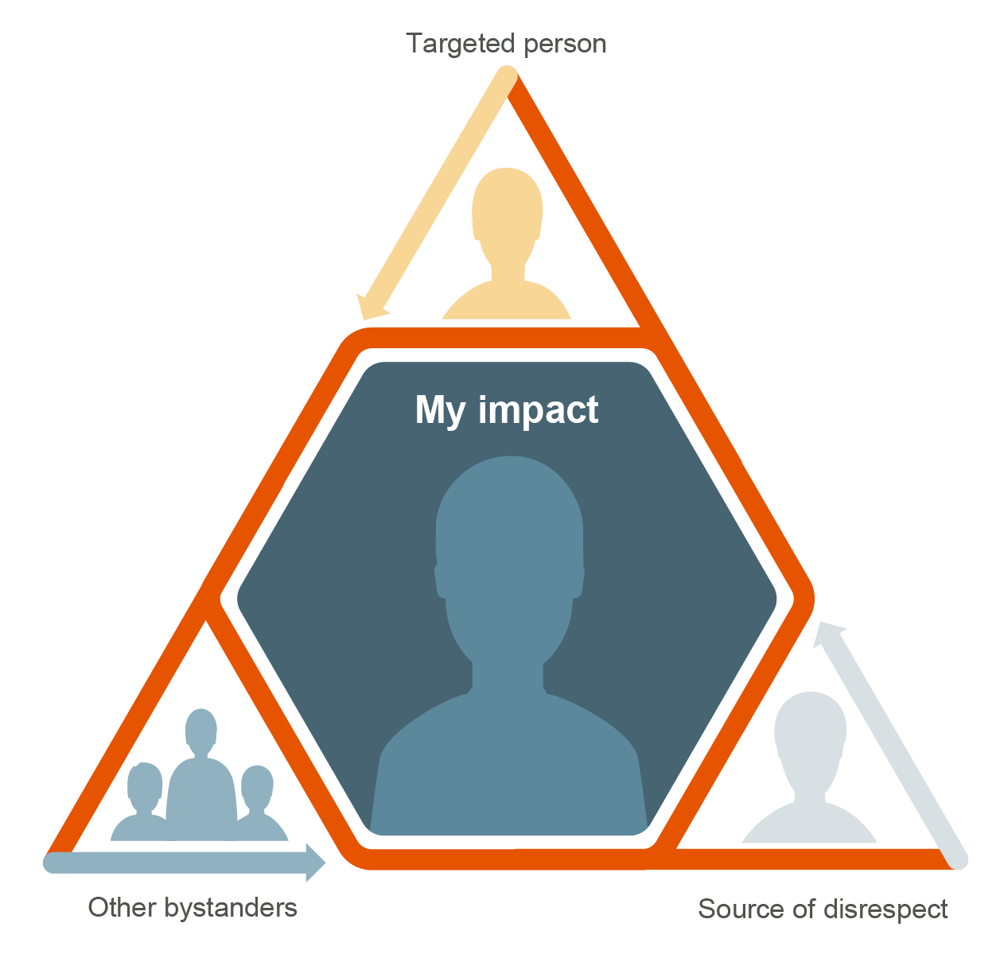 Targeted person
My impact
Other bystanders
Source of disrespect